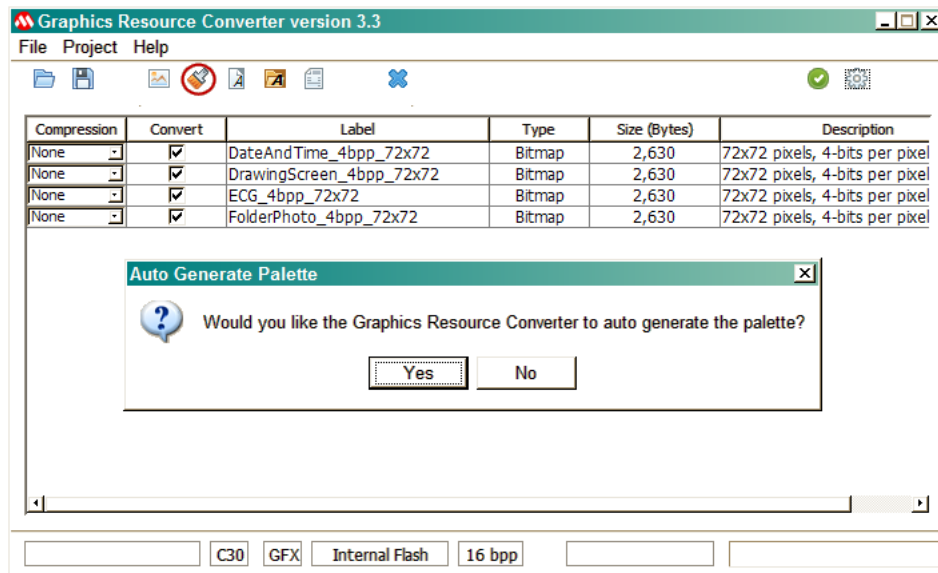 Graphics Resource Converter version 3.3
File Project Help
Compression Convert Label Type Size (Bytes) Description
None DateAndTime_4bpp_72x72 Bitmap 2,630 72x72 pixels, 4-bits per pixel
None DrawingScreen_4bpp_72x72 Bitmap 2,630 72x72 pixels, 4-bits per pixel
None ECG_4bpp_72x72 Bitmap 2,630 72x72 pixels, 4-bits per pixel
None FolderPhoto_4bpp_72x72 Bitmap 2,630 72x72 pixels, 4-bits per pixel
Auto Generate Palette
Would you like the Graphics Resource Converter to auto generate the palette?
Yes No
C30 GFX Internal Flash 16 bpp